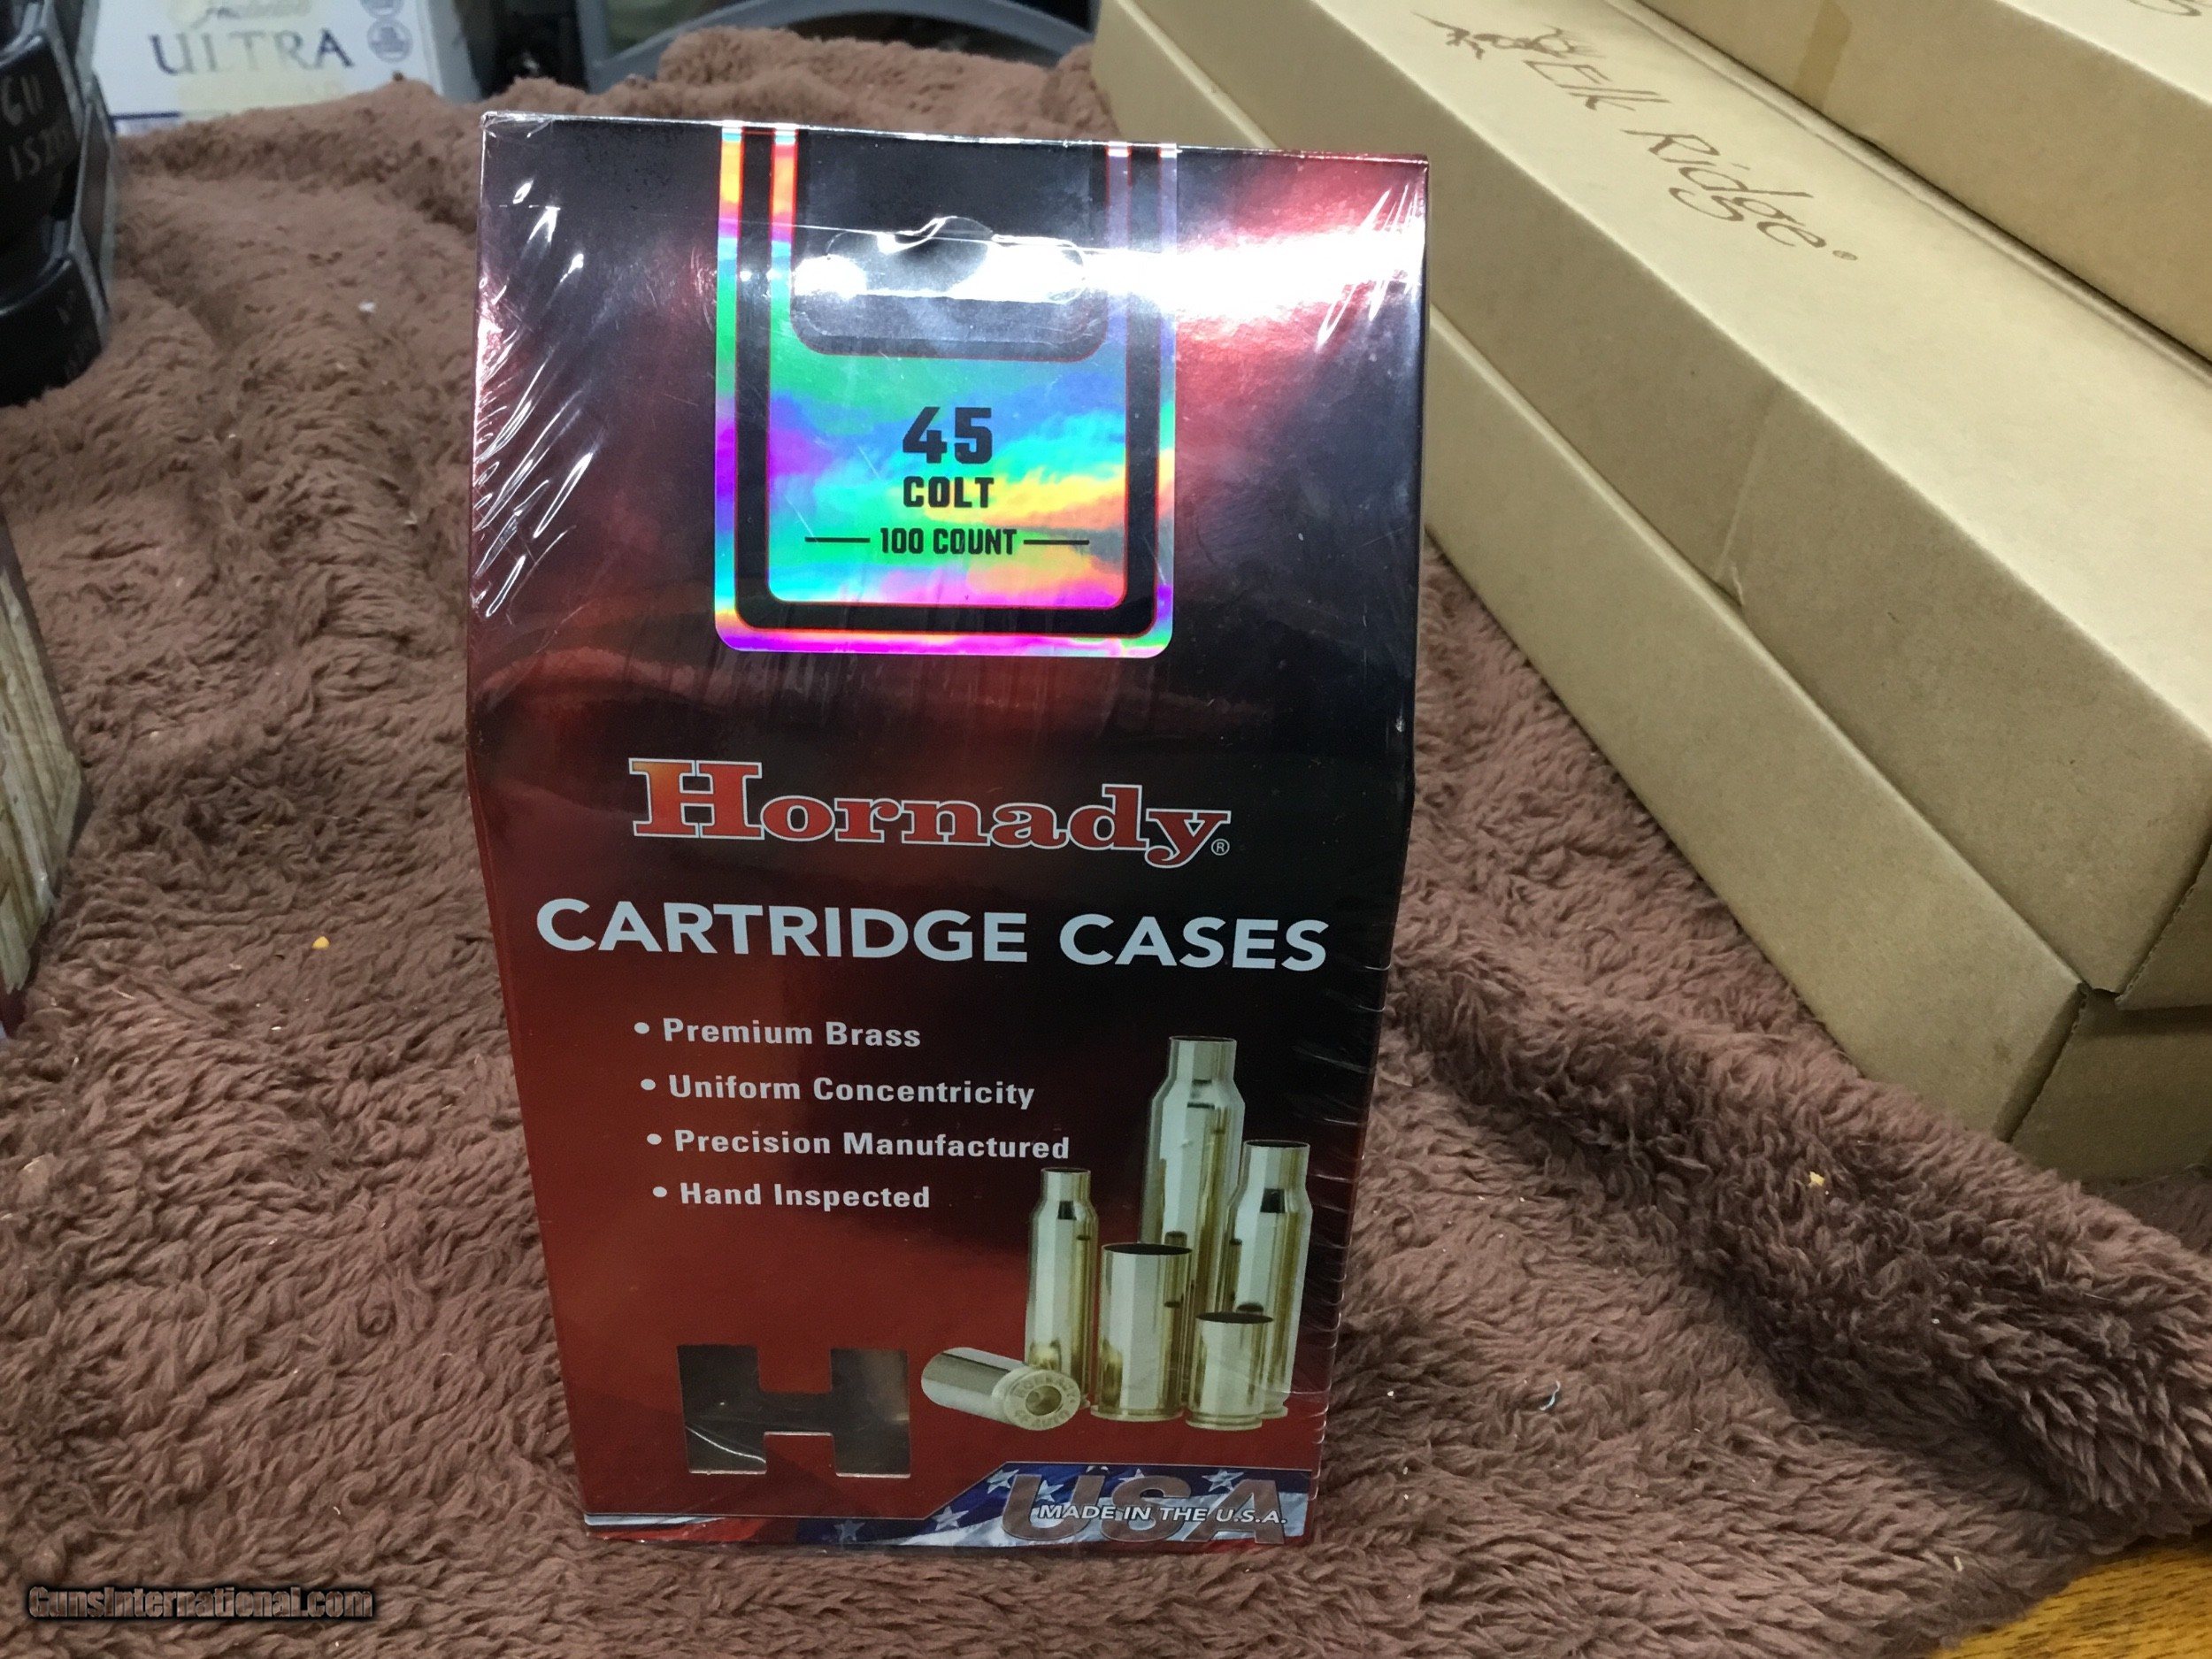 ULTRA
Elk Ridge®
45
COLT
100 COUNT
Hornady®
CARTRIDGE CASES
• Premium Brass
• Uniform Concentricity
• Precision Manufactured
• Hand Inspected
H
USA
MADE IN THE U.S.A.
GunsInternational.com